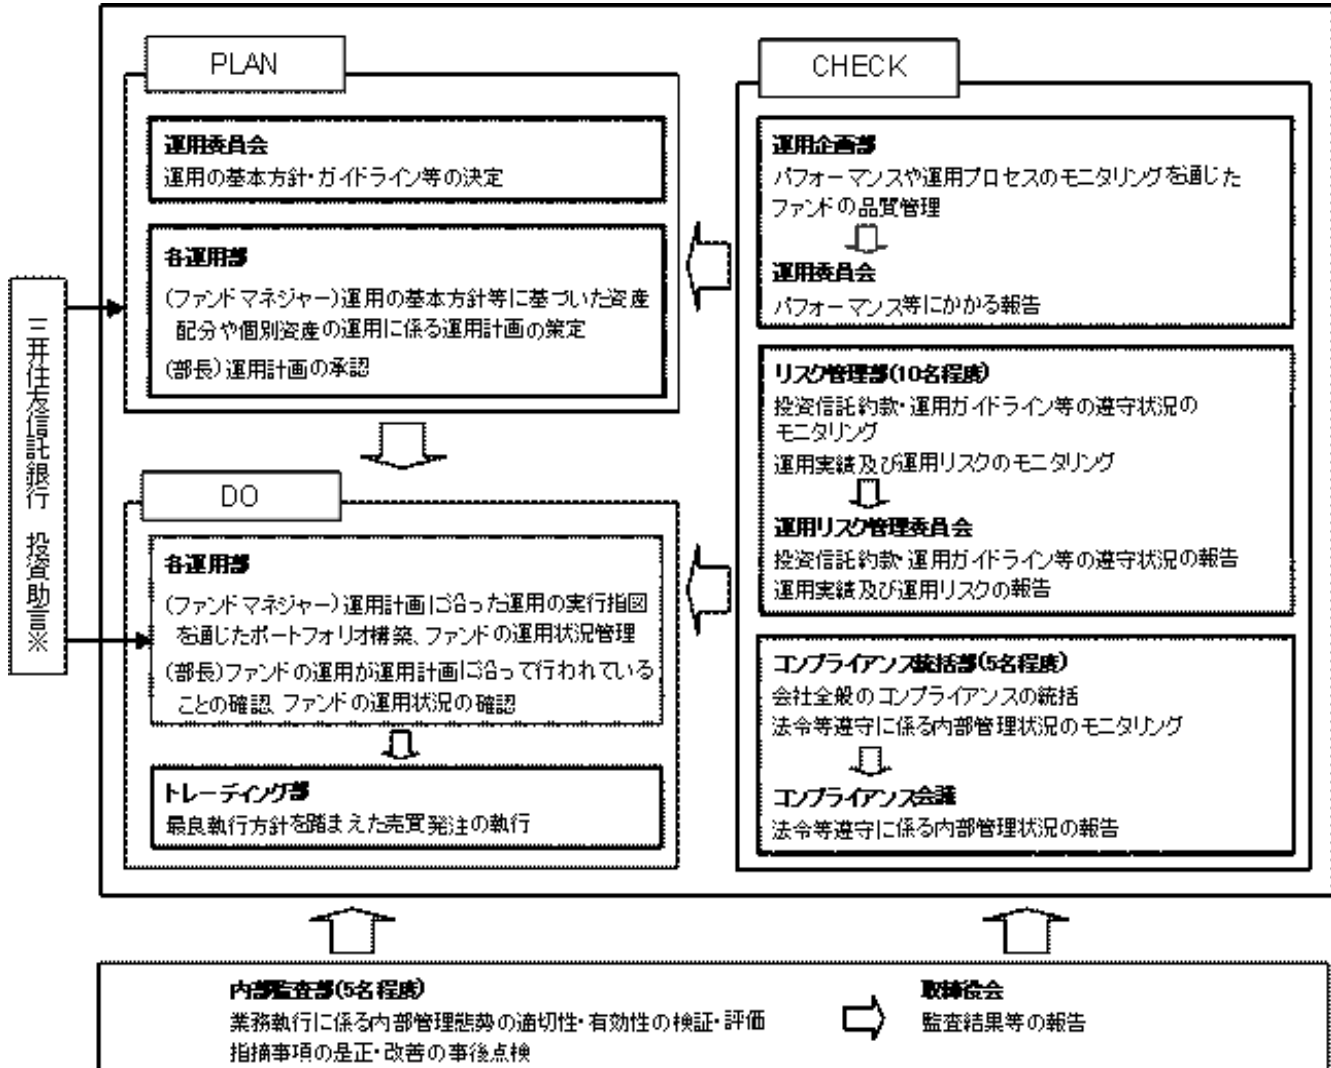 PLAN
運用委員会
運用の基本方針・ガイドライン等の決定
各運用部
(ファンドマネジャー)運用の基本方針等に基づいた資産
配分や個別資産の運用に係る運用計画の策定
(部長)運用計画の承認
三井住友信託銀行　投資助言※
DO
各運用部
(ファンドマネジャー)運用計画に沿った運用の実行指図
を通じたポートフォリオ構築、ファンドの運用状況管理
(部長)ファンドの運用が運用計画に沿って行われている
ことの確認、ファンドの運用状況の確認
トレーディング部
最良執行方針を踏まえた売買発注の執行
CHECK
運用企画部
パフォーマンスや運用プロセスのモニタリングを通じた
ファンドの品質管理
運用委員会
パフォーマンス等にかかる報告
リスク管理部(10名程度)
投資信託約款・運用ガイドライン等の遵守状況の
モニタリング
運用実績及び運用リスクのモニタリング
運用リスク管理委員会
投資信託約款・運用ガイドライン等の遵守状況の報告
運用実績及び運用リスクの報告
コンプライアンス統括部(5名程度)
会社全般のコンプライアンスの統括
法令等遵守に係る内部管理状況のモニタリング
コンプライアンス会議
法令等遵守に係る内部管理状況の報告
内部監査部(5名程度)
業務執行に係る内部管理態勢の適切性・有効性の検証・評価
指摘事項の是正・改善の事後点検
取締役会
監査結果等の報告